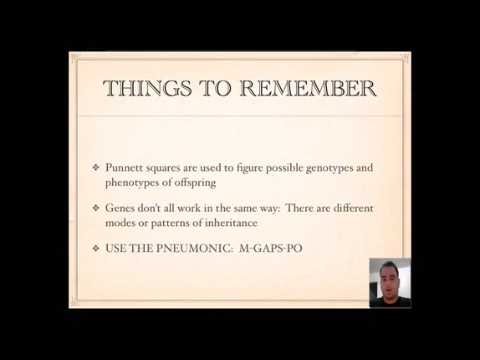 THINGS TO REMEMBER
Punnett squares are used to figure possible genotypes and
phenotypes of offspring
Genes don't all work in the same way: There are different
modes or patterns of inheritance
USE THE PNEUMONIC: M-GAPS-PO